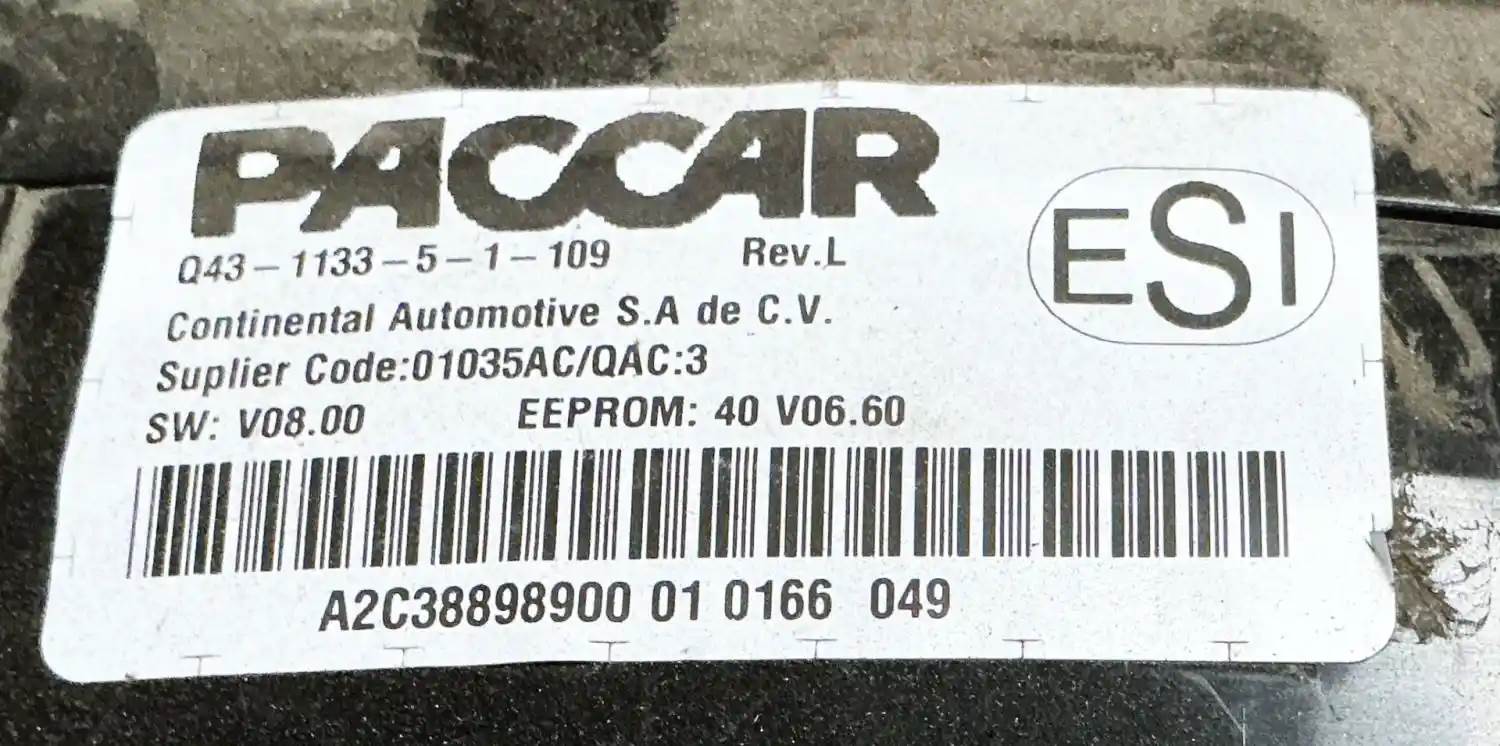 PACCAR
Q43-1133-5-1-109 Rev.L
ESI
Continental Automotive S.A de C.V.
Suplier Code:01035AC/QAC:3
SW: V08.00 EEPROM: 40 V06.60
A2C38898900 01 0166 049